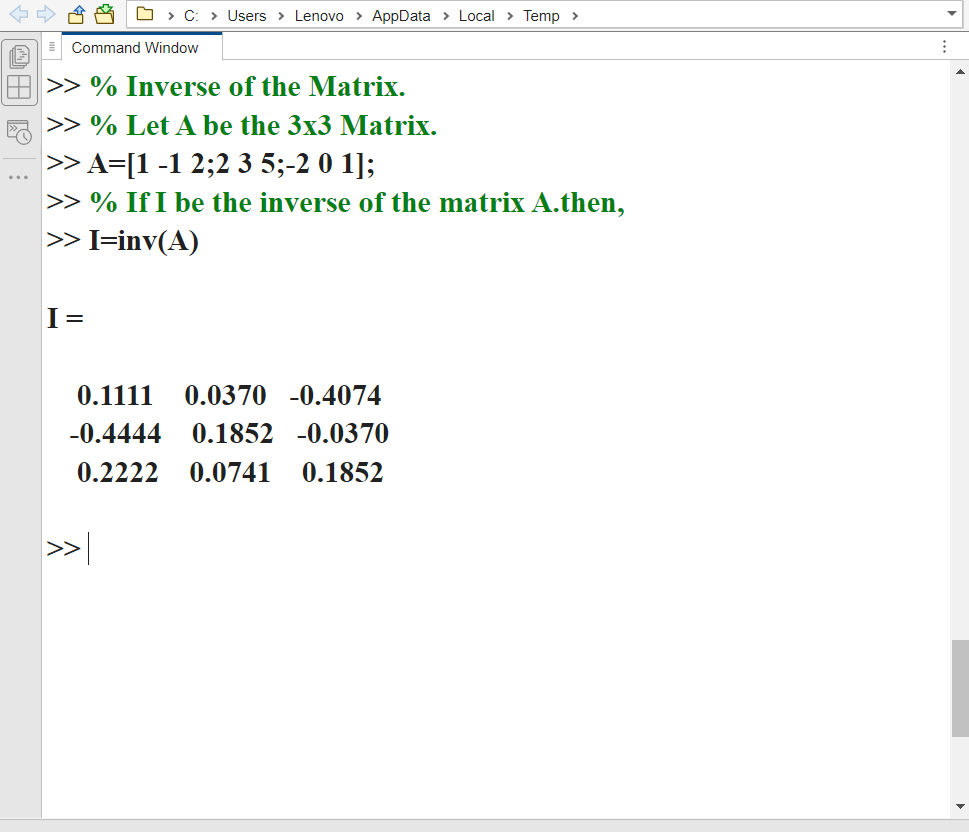 C: Users Lenovo AppData Local Temp
Command Window
>> % Inverse of the Matrix.
>> % Let A be the 3x3 Matrix.
>> A=[1 -1 2;2 3 5;-2 0 1];
>> % If I be the inverse of the matrix A.then,
>> I=inv(A)
I =
0.1111 0.0370 -0.4074
-0.4444 0.1852 -0.0370
0.2222 0.0741 0.1852
>>